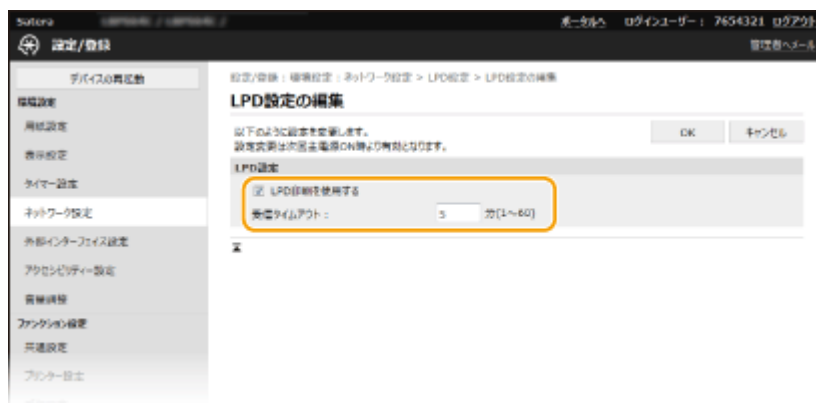 Satera
ポータルへ ログインユーザー： 7654321 ログアウト
設定/登録
管理者へメール
デバイスの再起動
設定/登録 : 環境設定 : ネットワーク設定 > LPD設定 > LPD設定の編集
環境設定
LPD設定の編集
用紙設定
以下のように設定を変更します。
設定変更は次回主電源ON時より有効となります。
OK キャンセル
表示設定
LPD設定
タイマー設定
LPD印刷を使用する
ネットワーク設定
受信タイムアウト： 5 分(1～60)
外部インターフェイス設定
アクセシビリティー設定
音量調整
ファンクション設定
共通設定
プリンター設定